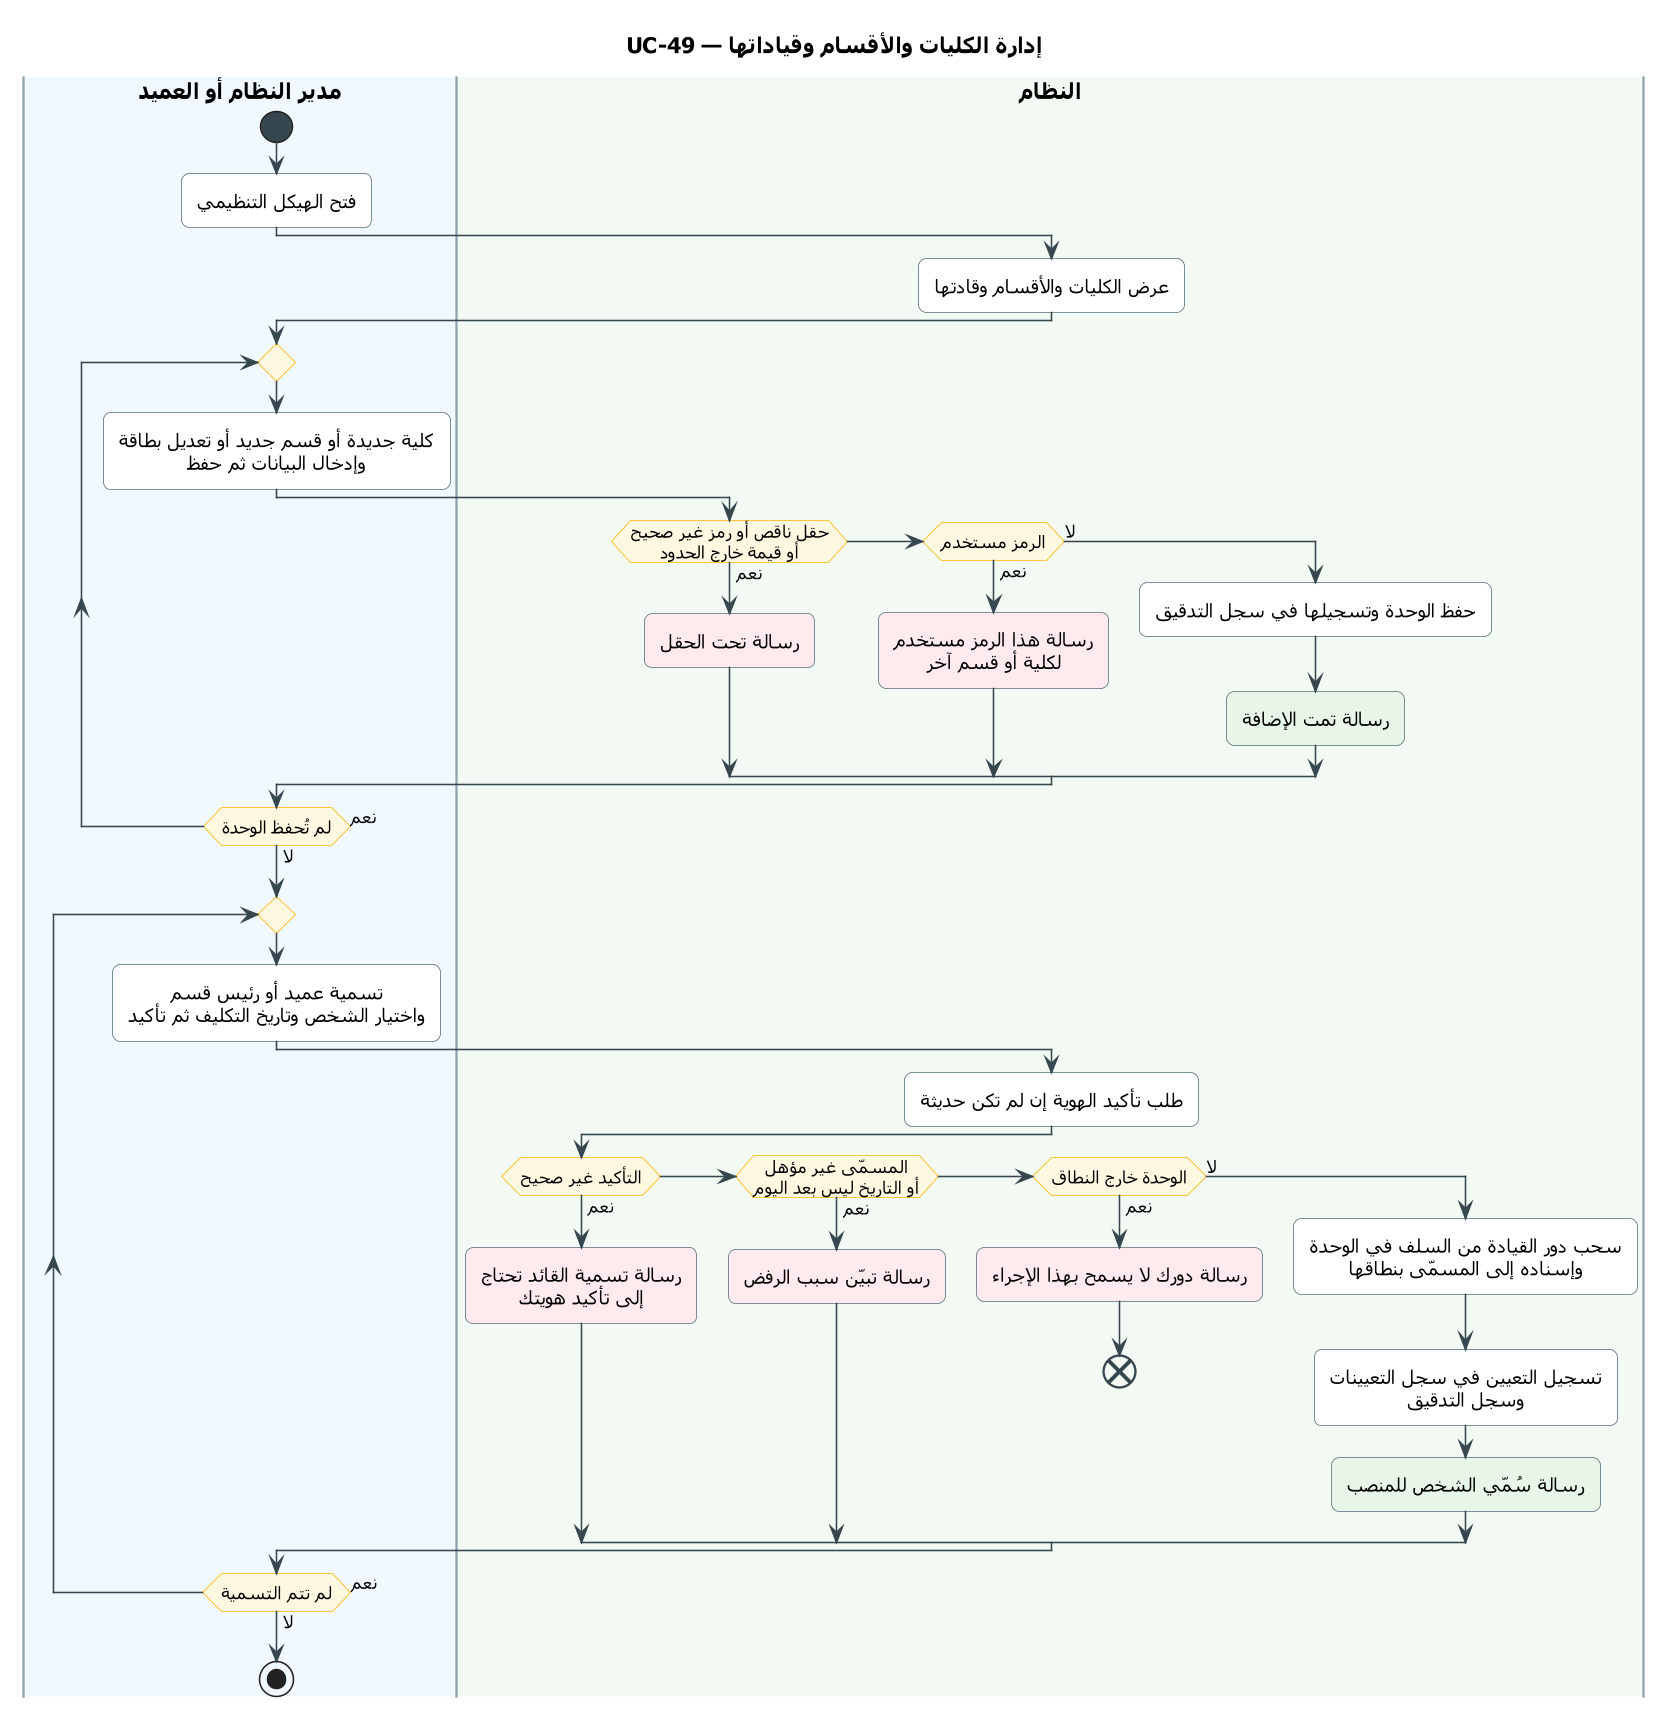 UC-49 — إدارة الكليات والأقسام وقياداتها
مدير النظام أو العميد
النظام
فتح الهيكل التنظيمي
عرض الكليات والأقسام وقادتها
كلية جديدة أو قسم جديد أو تعديل بطاقة
وإدخال البيانات ثم حفظ
حقل ناقص أو رمز غير صحيح
أو قيمة خارج الحدود
نعم
الرمز مستخدم
نعم
لا
رسالة تحت الحقل
رسالة هذا الرمز مستخدم
لكلية أو قسم آخر
حفظ الوحدة وتسجيلها في سجل التدقيق
رسالة تمت الإضافة
لم تُحفظ الوحدة
نعم
لا
تسمية عميد أو رئيس قسم
واختيار الشخص وتاريخ التكليف ثم تأكيد
طلب تأكيد الهوية إن لم تكن حديثة
التأكيد غير صحيح
نعم
المسمّى غير مؤهل
أو التاريخ ليس بعد اليوم
نعم
الوحدة خارج النطاق
نعم
لا
رسالة تسمية القائد تحتاج
إلى تأكيد هويتك
رسالة تبيّن سبب الرفض
رسالة دورك لا يسمح بهذا الإجراء
سحب دور القيادة من السلف في الوحدة
وإسناده إلى المسمّى بنطاقها
تسجيل التعيين في سجل التعيينات
وسجل التدقيق
رسالة سُمّي الشخص للمنصب
لم تتم التسمية
نعم
لا